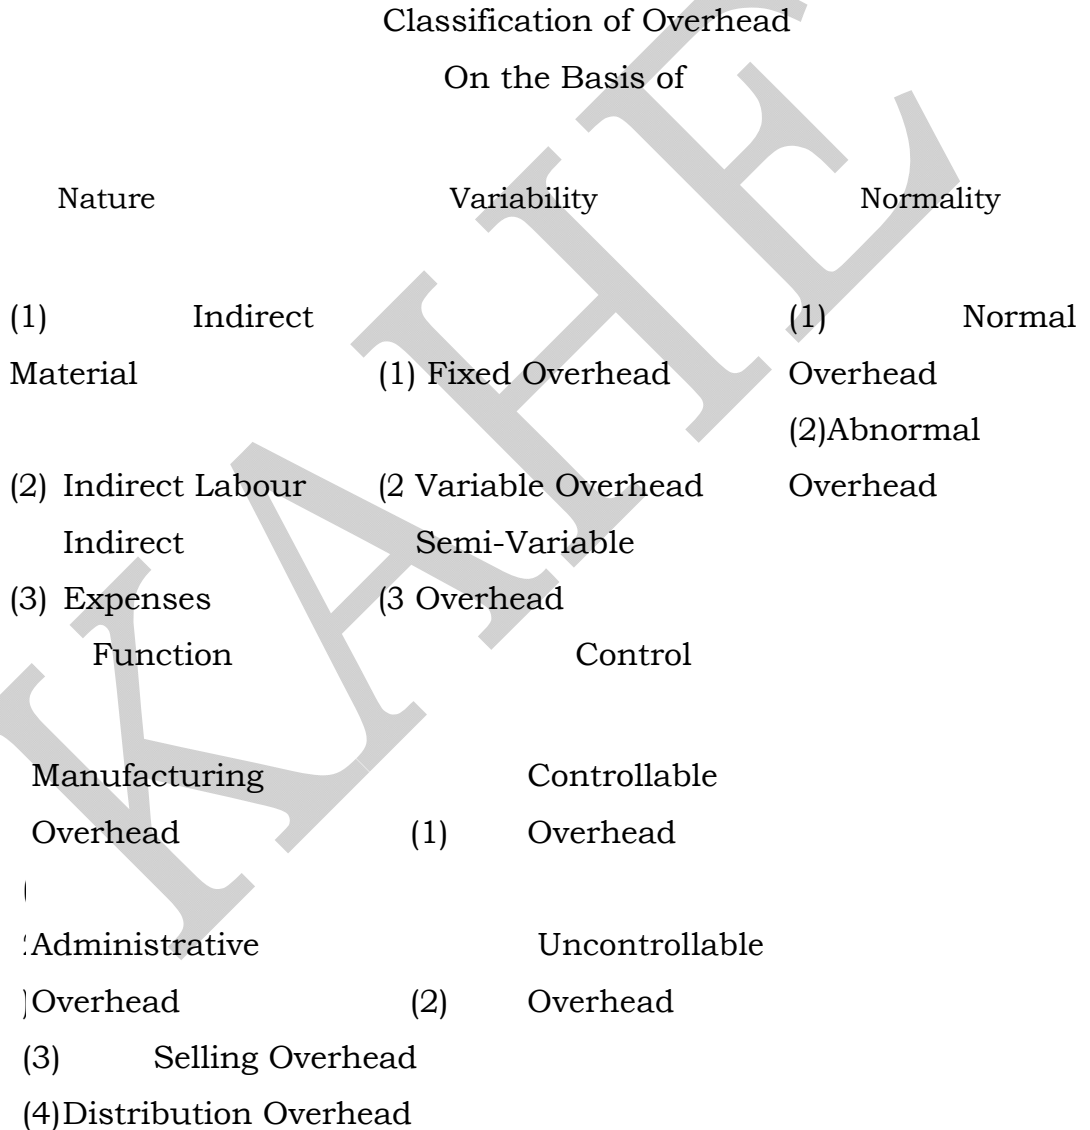 Classification of Overhead
On the Basis of
Nature Variability Normality
(1) Indirect (1) Normal
Material (1) Fixed Overhead Overhead
(2)Abnormal
(2) Indirect Labour (2 Variable Overhead Overhead
Indirect Semi-Variable
(3) Expenses (3 Overhead
Function Control
Manufacturing Controllable
Overhead (1) Overhead
(
Administrative Uncontrollable
)Overhead (2) Overhead
(3) Selling Overhead
(4)Distribution Overhead
KAHE